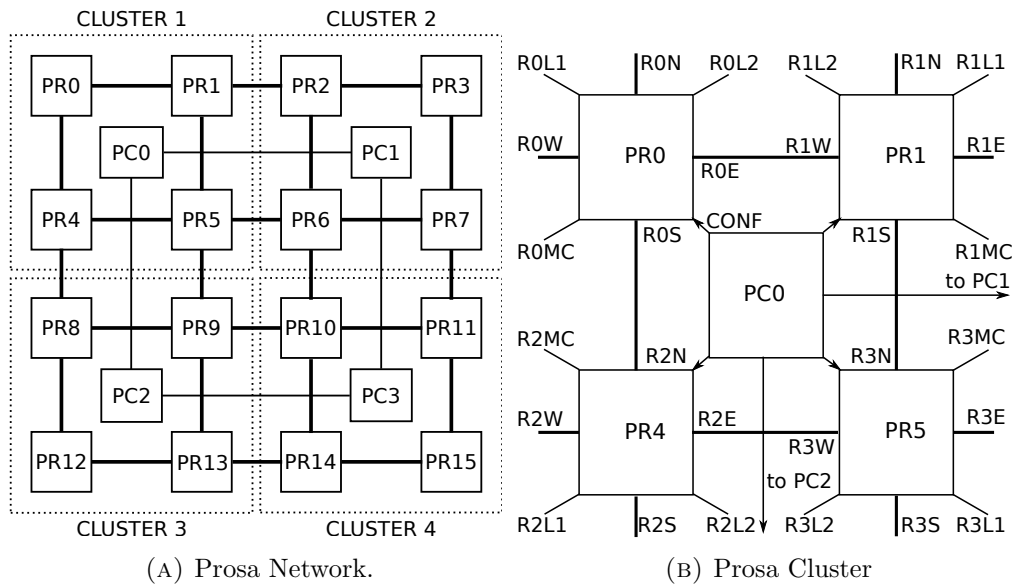 CLUSTER 1
CLUSTER 2
PR0
PR1
PR2
PR3
PC0
PC1
PR4
PR5
PR6
PR7
PR8
PR9
PR10
PR11
PC2
PC3
PR12
PR13
PR14
PR15
CLUSTER 3
CLUSTER 4
(A) Prosa Network.
R0L1
R0N
R0L2
R1L2
R1N
R1L1
R0W
PR0
R0E
R1W
PR1
R1E
R0MC
R0S
CONF
R1S
R1MC
PC0
to PC1
R2MC
R2N
R3N
R3MC
R2W
PR4
R2E
R3W
PR5
R3E
to PC2
R2L1
R2S
R2L2
R3L2
R3S
R3L1
(B) Prosa Cluster